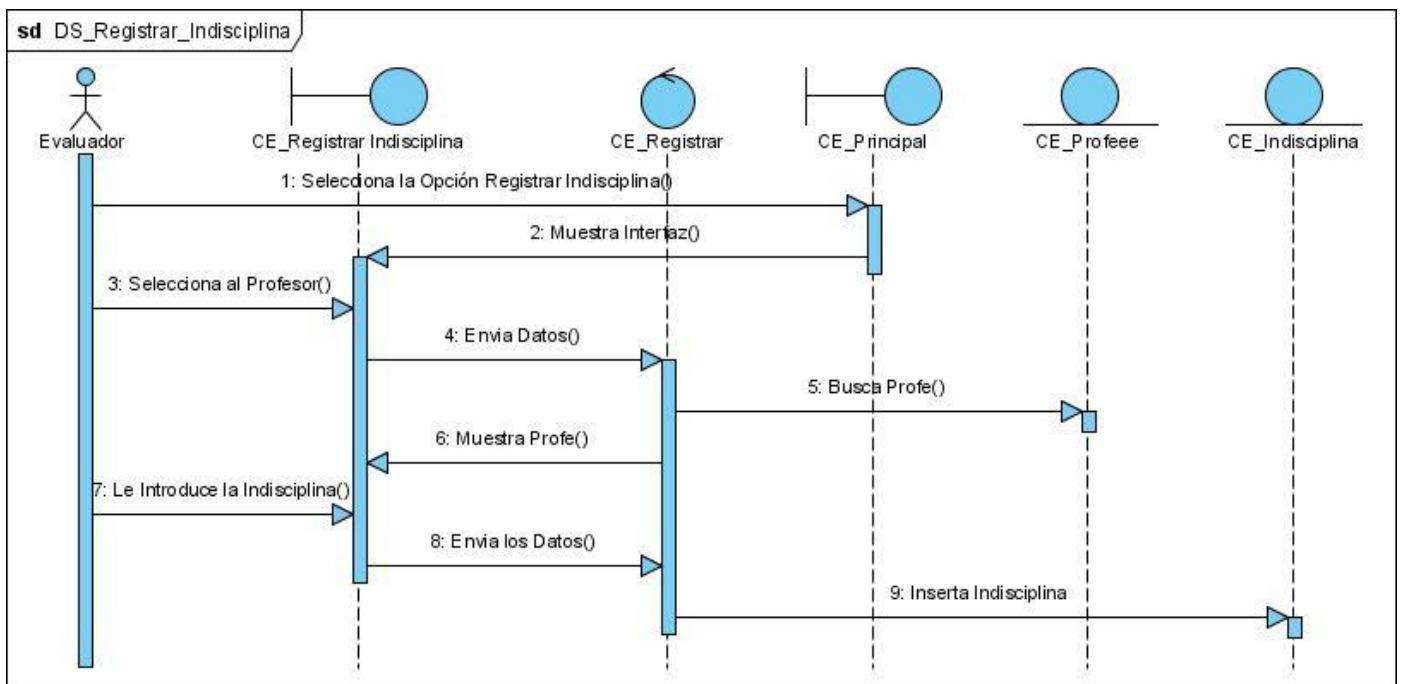 sd DS_Registrar_Indisciplina
Evaluador
CE_Registrar Indisciplina
CE_Registrar
CE_Principal
CE_Profeee
CE_Indisciplina
1: Selecciona la Opción Registrar Indisciplina()
2: Muestra Interfaz()
3: Selecciona al Profesor()
4: Envia Datos()
5: Busca Profe()
6: Muestra Profe()
7: Le Introduce la Indisciplina()
8: Envia los Datos()
9: Inserta Indisciplina